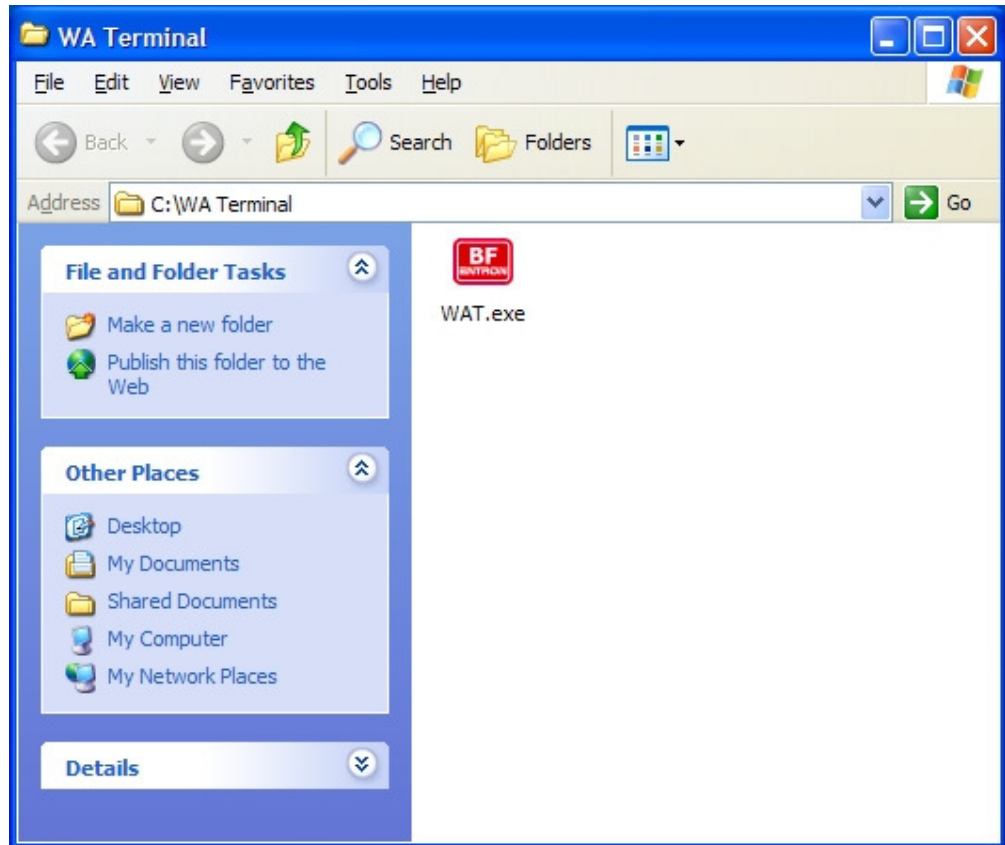 WA Terminal
File Edit View Favorites Tools Help
Back Search Folders
Address C:\WA Terminal Go
File and Folder Tasks
Make a new folder
Publish this folder to the
Web
Other Places
Desktop
My Documents
Shared Documents
My Computer
My Network Places
Details
BF
ENTRON
WAT.exe